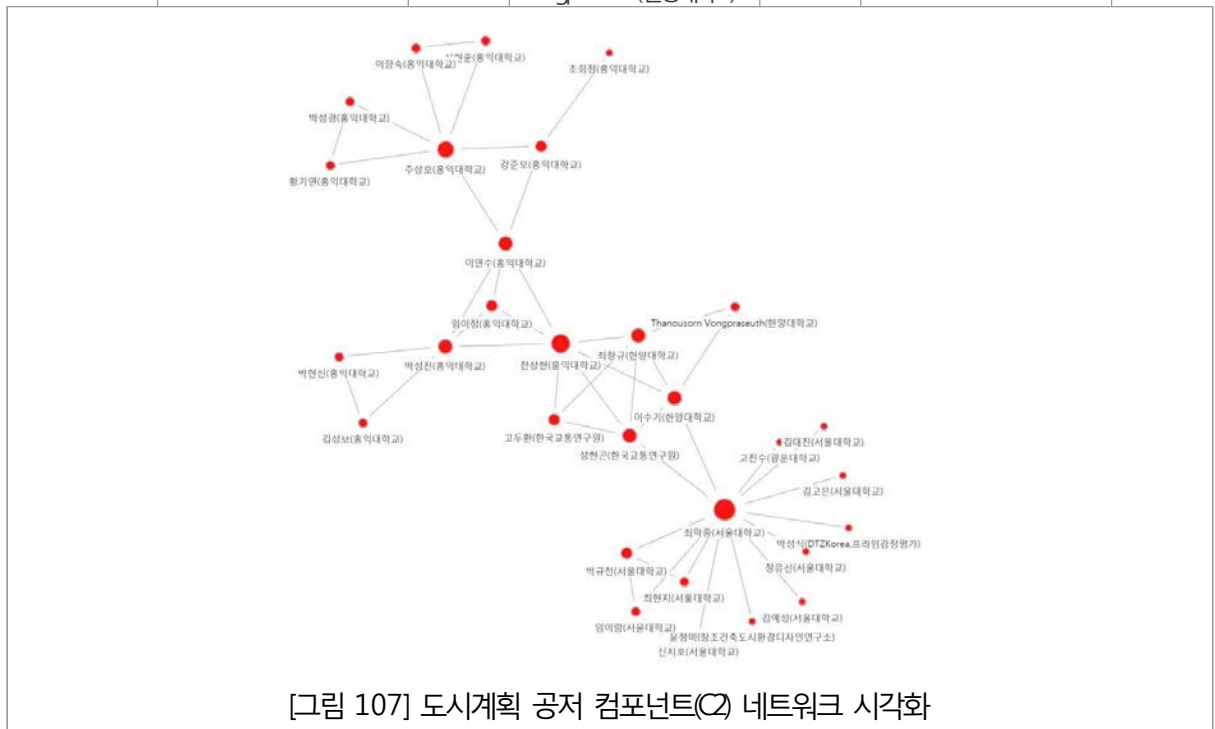 이창숙(홍익대학교)
조희정(홍익대학교)
박성경(홍익대학교)
황기연(홍익대학교)
주상호(홍익대학교)
강준모(홍익대학교)
이면수(홍익대학교)
임이정(홍익대학교)
Thanousorn Vongpraseuth(한양대학교)
최창규(한양대학교)
박현신(홍익대학교)
박성진(홍익대학교)
전상현(홍익대학교)
이수기(한양대학교)
김성보(홍익대학교)
고두환(한국교통연구원)
성현곤(한국교통연구원)
김대진(서울대학교)
고진수(광운대학교)
김고은(서울대학교)
최막중(서울대학교)
박성식(DTZKorea,프라임감정평가)
정유선(서울대학교)
박규진(서울대학교)
최현지(서울대학교)
김예성(서울대학교)
임이랑(서울대학교)
윤정미(창조건축도시환경디자인연구소)
신지호(서울대학교)
[그림 107] 도시계획 공저 컴포넌트(C2) 네트워크 시각화